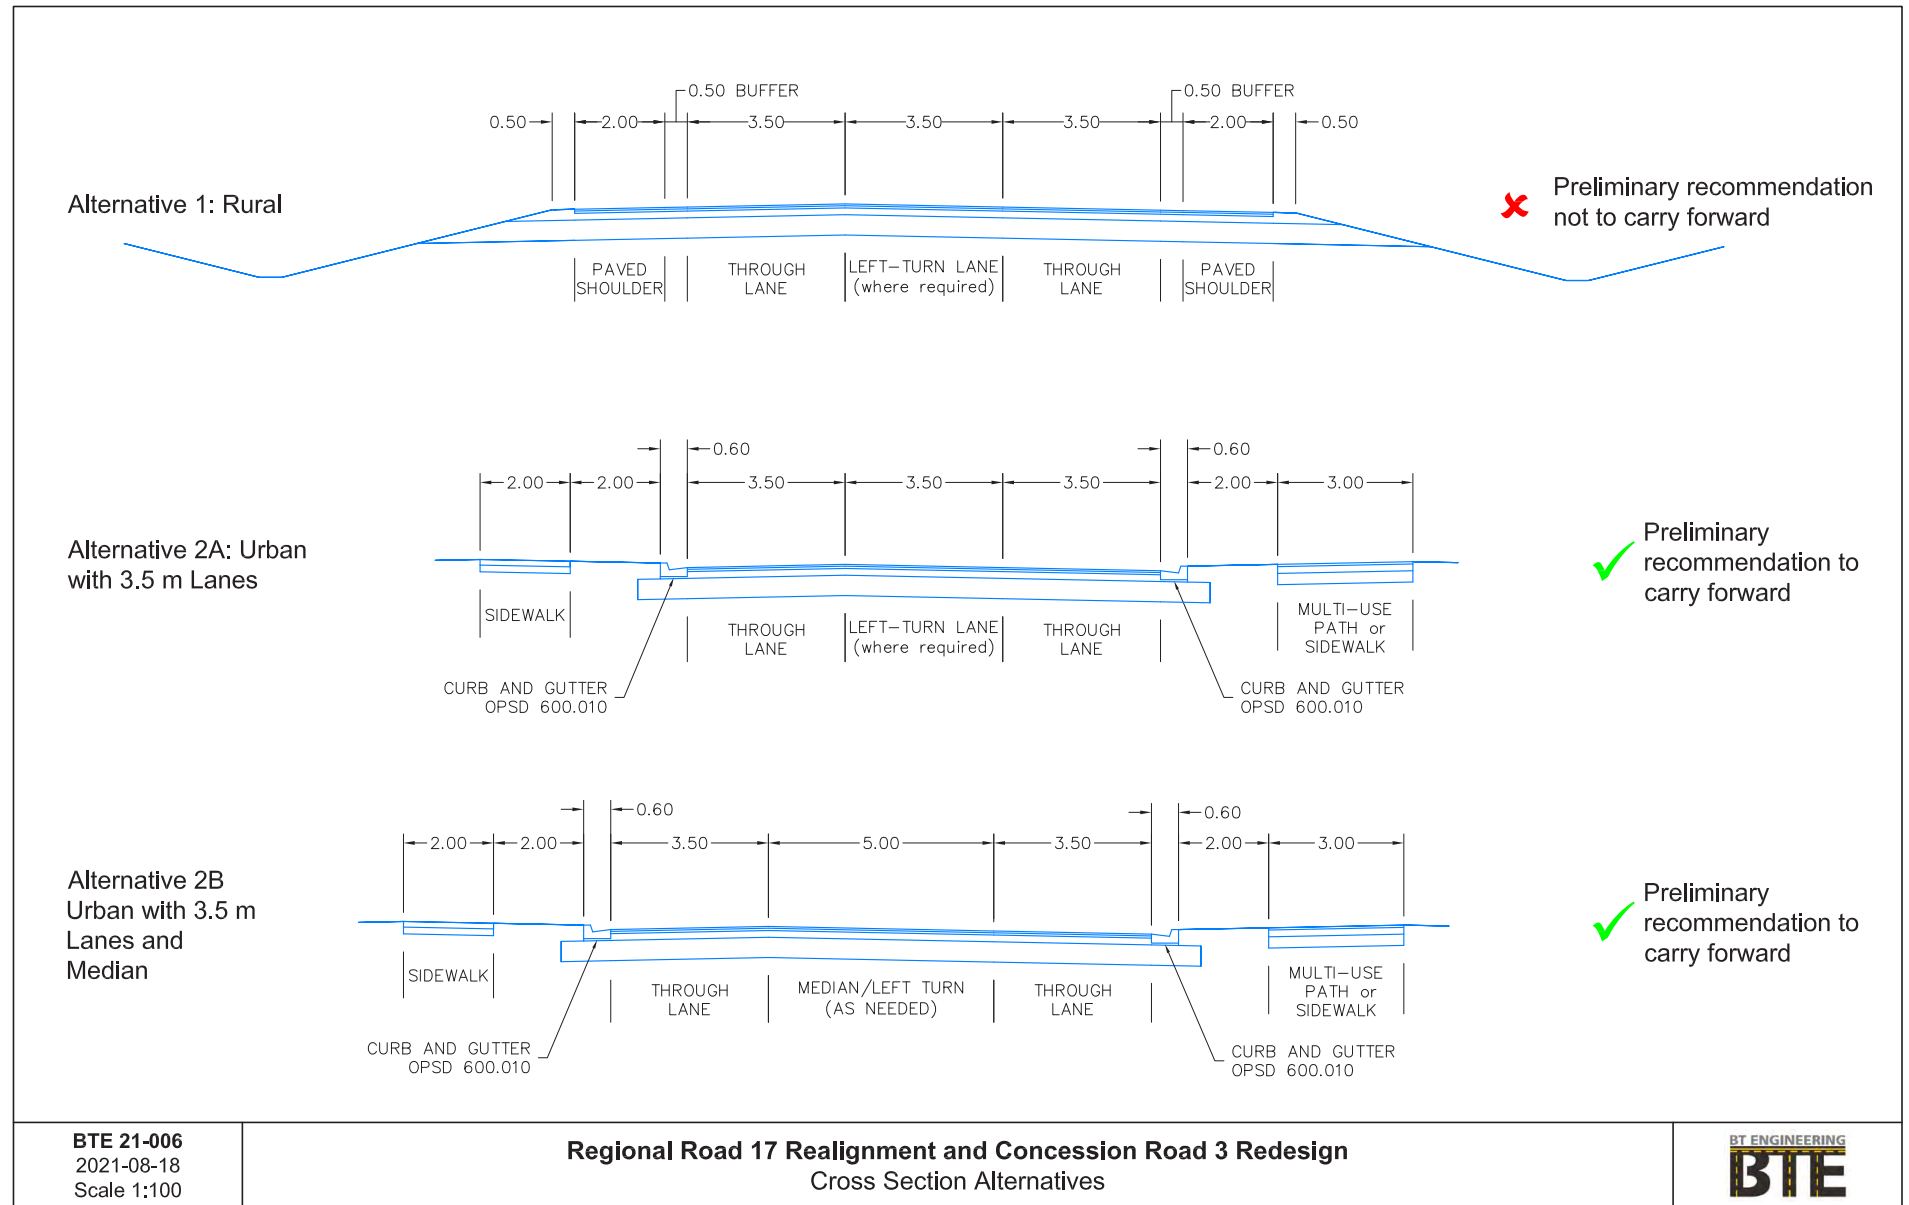 0.50 BUFFER
0.50 BUFFER
0.50 2.00 3.50 3.50 3.50 2.00 0.50
Alternative 1: Rural
Preliminary recommendation
not to carry forward
PAVED
SHOULDER
THROUGH
LANE
LEFT-TURN LANE
(where required)
THROUGH
LANE
PAVED
SHOULDER
0.60
0.60
2.00 2.00 3.50 3.50 3.50 2.00 3.00
Alternative 2A: Urban
with 3.5 m Lanes
Preliminary
recommendation to
carry forward
SIDEWALK
THROUGH
LANE
LEFT-TURN LANE
(where required)
THROUGH
LANE
MULTI-USE
PATH or
SIDEWALK
CURB AND GUTTER
OPSD 600.010
CURB AND GUTTER
OPSD 600.010
0.60
0.60
2.00 2.00 3.50 5.00 3.50 2.00 3.00
Alternative 2B
Urban with 3.5 m
Lanes and
Median
Preliminary
recommendation to
carry forward
SIDEWALK
THROUGH
LANE
MEDIAN/LEFT TURN
(AS NEEDED)
THROUGH
LANE
MULTI-USE
PATH or
SIDEWALK
CURB AND GUTTER
OPSD 600.010
CURB AND GUTTER
OPSD 600.010
BTE 21-006
2021-08-18
Scale 1:100
Regional Road 17 Realignment and Concession Road 3 Redesign
Cross Section Alternatives
BT ENGINEERING
BTE